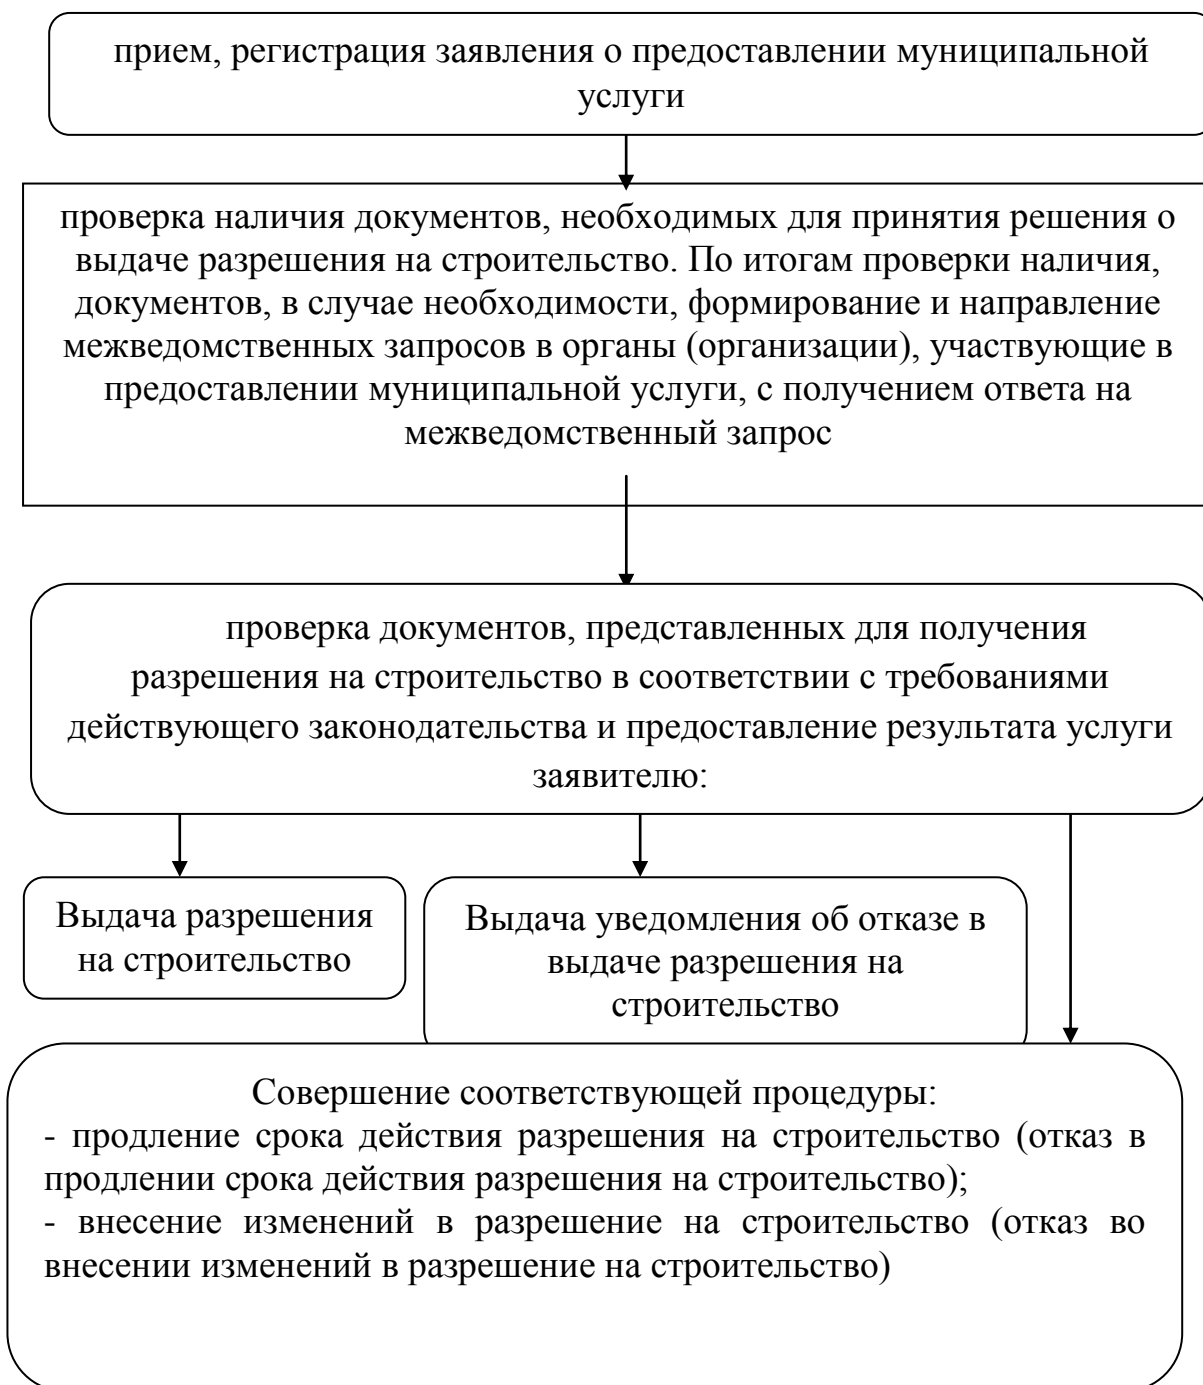 прием, регистрация заявления о предоставлении муниципальной
услуги
проверка наличия документов, необходимых для принятия решения о
выдаче разрешения на строительство. По итогам проверки наличия,
документов, в случае необходимости, формирование и направление
межведомственных запросов в органы (организации), участвующие в
предоставлении муниципальной услуги, с получением ответа на
межведомственный запрос
проверка документов, представленных для получения
разрешения на строительство в соответствии с требованиями
действующего законодательства и предоставление результата услуги
заявителю:
Выдача разрешения
на строительство
Выдача уведомления об отказе в
выдаче разрешения на
строительство
Совершение соответствующей процедуры:
- продление срока действия разрешения на строительство (отказ в
продлении срока действия разрешения на строительство);
- внесение изменений в разрешение на строительство (отказ во
внесении изменений в разрешение на строительство)